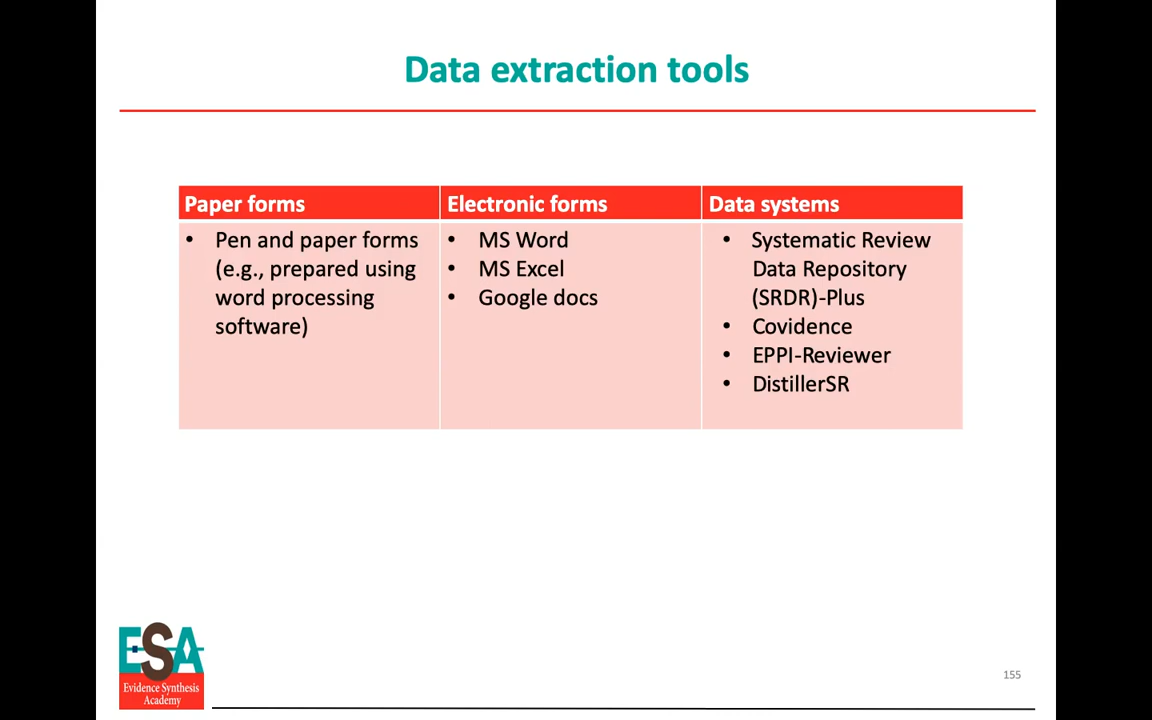 Data extraction tools
Paper forms
• Pen and paper forms
(e.g., prepared using
word processing
software)
Electronic forms
• MS Word
• MS Excel
• Google docs
Data systems
• Systematic Review
Data Repository
(SRDR)-Plus
• Covidence
• EPPI-Reviewer
• DistillerSR
ESA
Evidence Synthesis
Academy
155